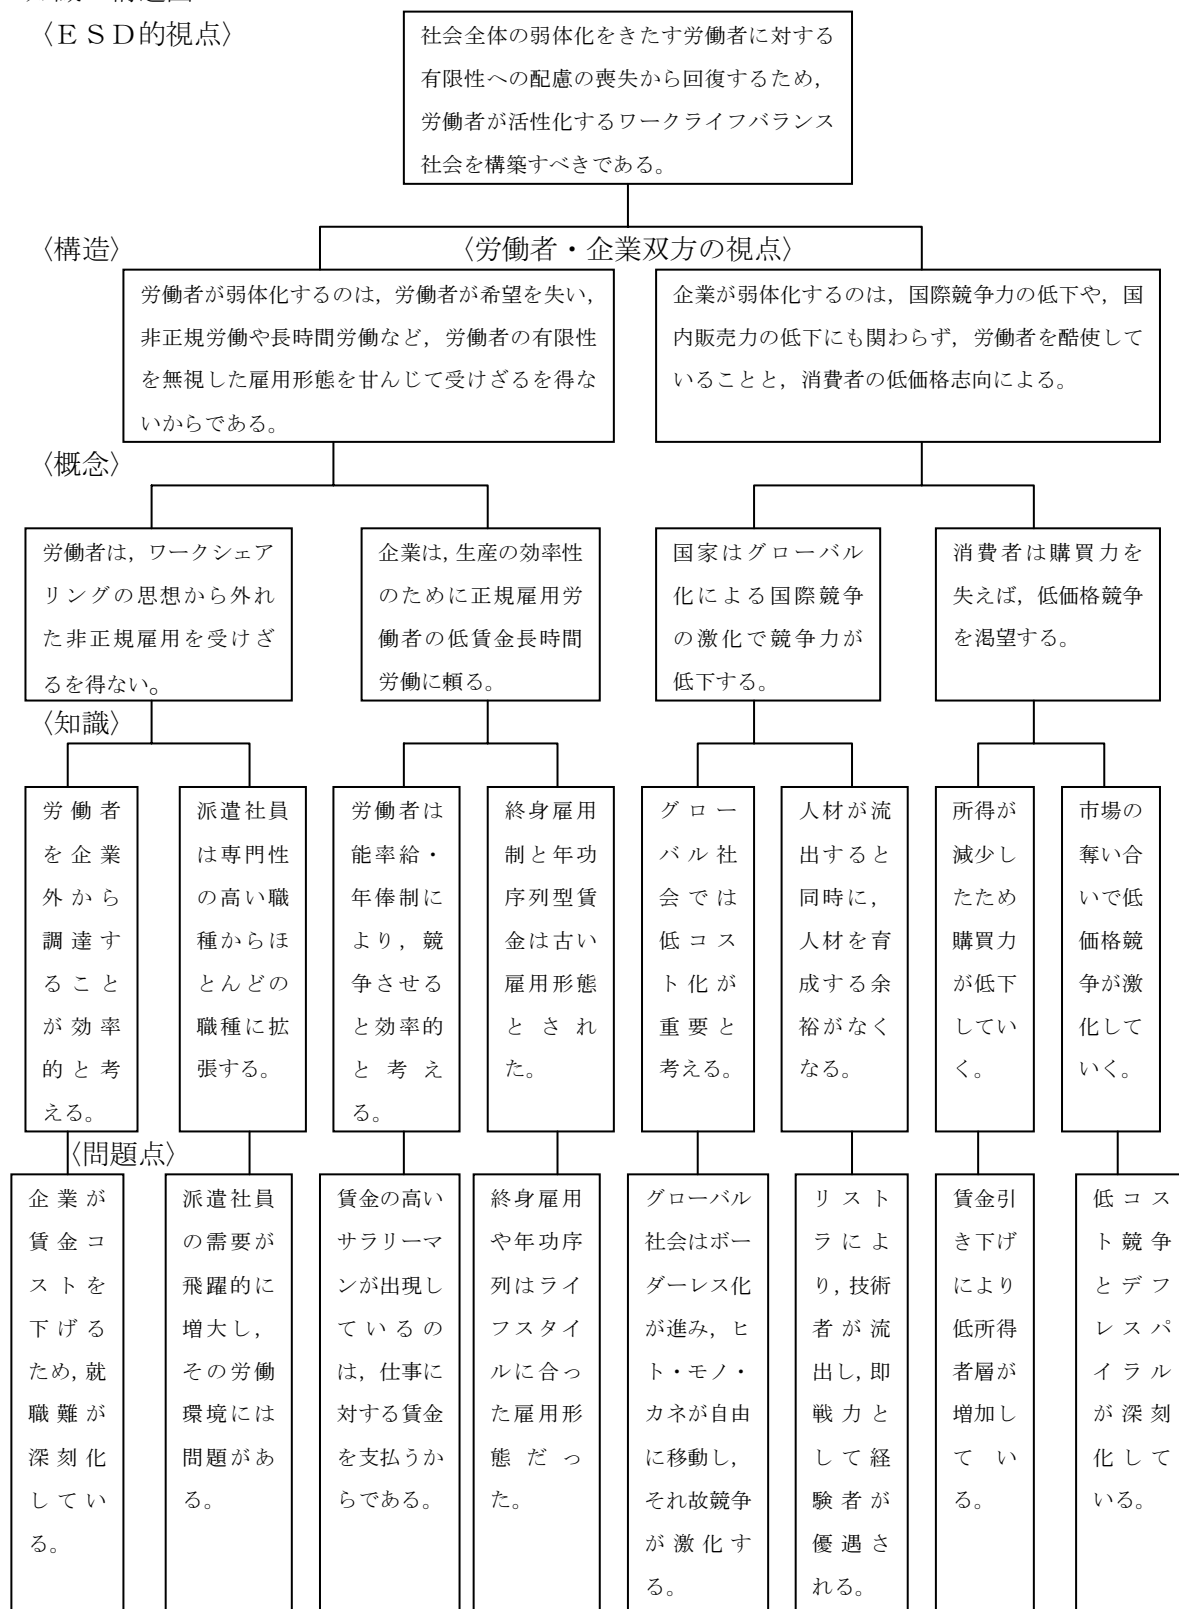 〈ＥＳＤ的視点〉
社会全体の弱体化をきたす労働者に対する
有限性への配慮の喪失から回復するため，
労働者が活性化するワークライフバランス
社会を構築すべきである。
〈構造〉
〈労働者・企業双方の視点〉
労働者が弱体化するのは，労働者が希望を失い，
非正規労働や長時間労働など，労働者の有限性
を無視した雇用形態を甘んじて受けざるを得な
いからである。
企業が弱体化するのは，国際競争力の低下や，国
内販売力の低下にも関わらず，労働者を酷使して
いることと，消費者の低価格志向による。
〈概念〉
労働者は，ワークシェア
リングの思想から外れ
た非正規雇用を受けざ
るを得ない。
企業は，生産の効率性
のために正規雇用労
働者の低賃金長時間
労働に頼る。
国家はグローバル
化による国際競争
の激化で競争力が
低下する。
消費者は購買力を
失えば，低価格競争
を渇望する。
〈知識〉
労働者
を企業
外から
調達す
ること
が効率
的と考
える。
派遣社員
は専門性
の高い職
種からほ
とんどの
職種に拡
張する。
労働者は
能率給・
年俸制に
より，競
争させる
と効率的
と考え
る。
終身雇用
制と年功
序列型賃
金は古い
雇用形態
とされ
た。
グロー
バル社
会では
低コス
ト化が
重要と
考える。
人材が流
出すると
同時に，
人材を育
成する余
裕がなく
なる。
所得が
減少し
たため
購買力
が低下
してい
く。
市場の
奪い合
いで低
価格競
争が激
化して
いく。
〈問題点〉
企業が
賃金コ
ストを
下げる
ため，就
職難が
深刻化
してい
る。
派遣社員
の需要が
飛躍的に
増大し，
その労働
環境には
問題があ
る。
賃金の高い
サラリーマ
ンが出現し
ているの
は，仕事に
対する賃金
を支払うか
らである。
終身雇用
や年功序
列はライ
フスタイ
ルに合っ
た雇用形
態だっ
た。
グローバル
社会はボー
ダーレス化
が進み，ヒ
ト・モノ・
カネが自由
に移動し，
それ故競争
が激化す
る。
リスト
ラによ
り，技術
者が流
出し，即
戦力と
して経
験者が
優遇さ
れる。
賃金引
き下げ
により
低所得
者層が
増加し
てい
る。
低コス
ト競争
とデフ
レスパ
イラル
が深刻
化して
いる。